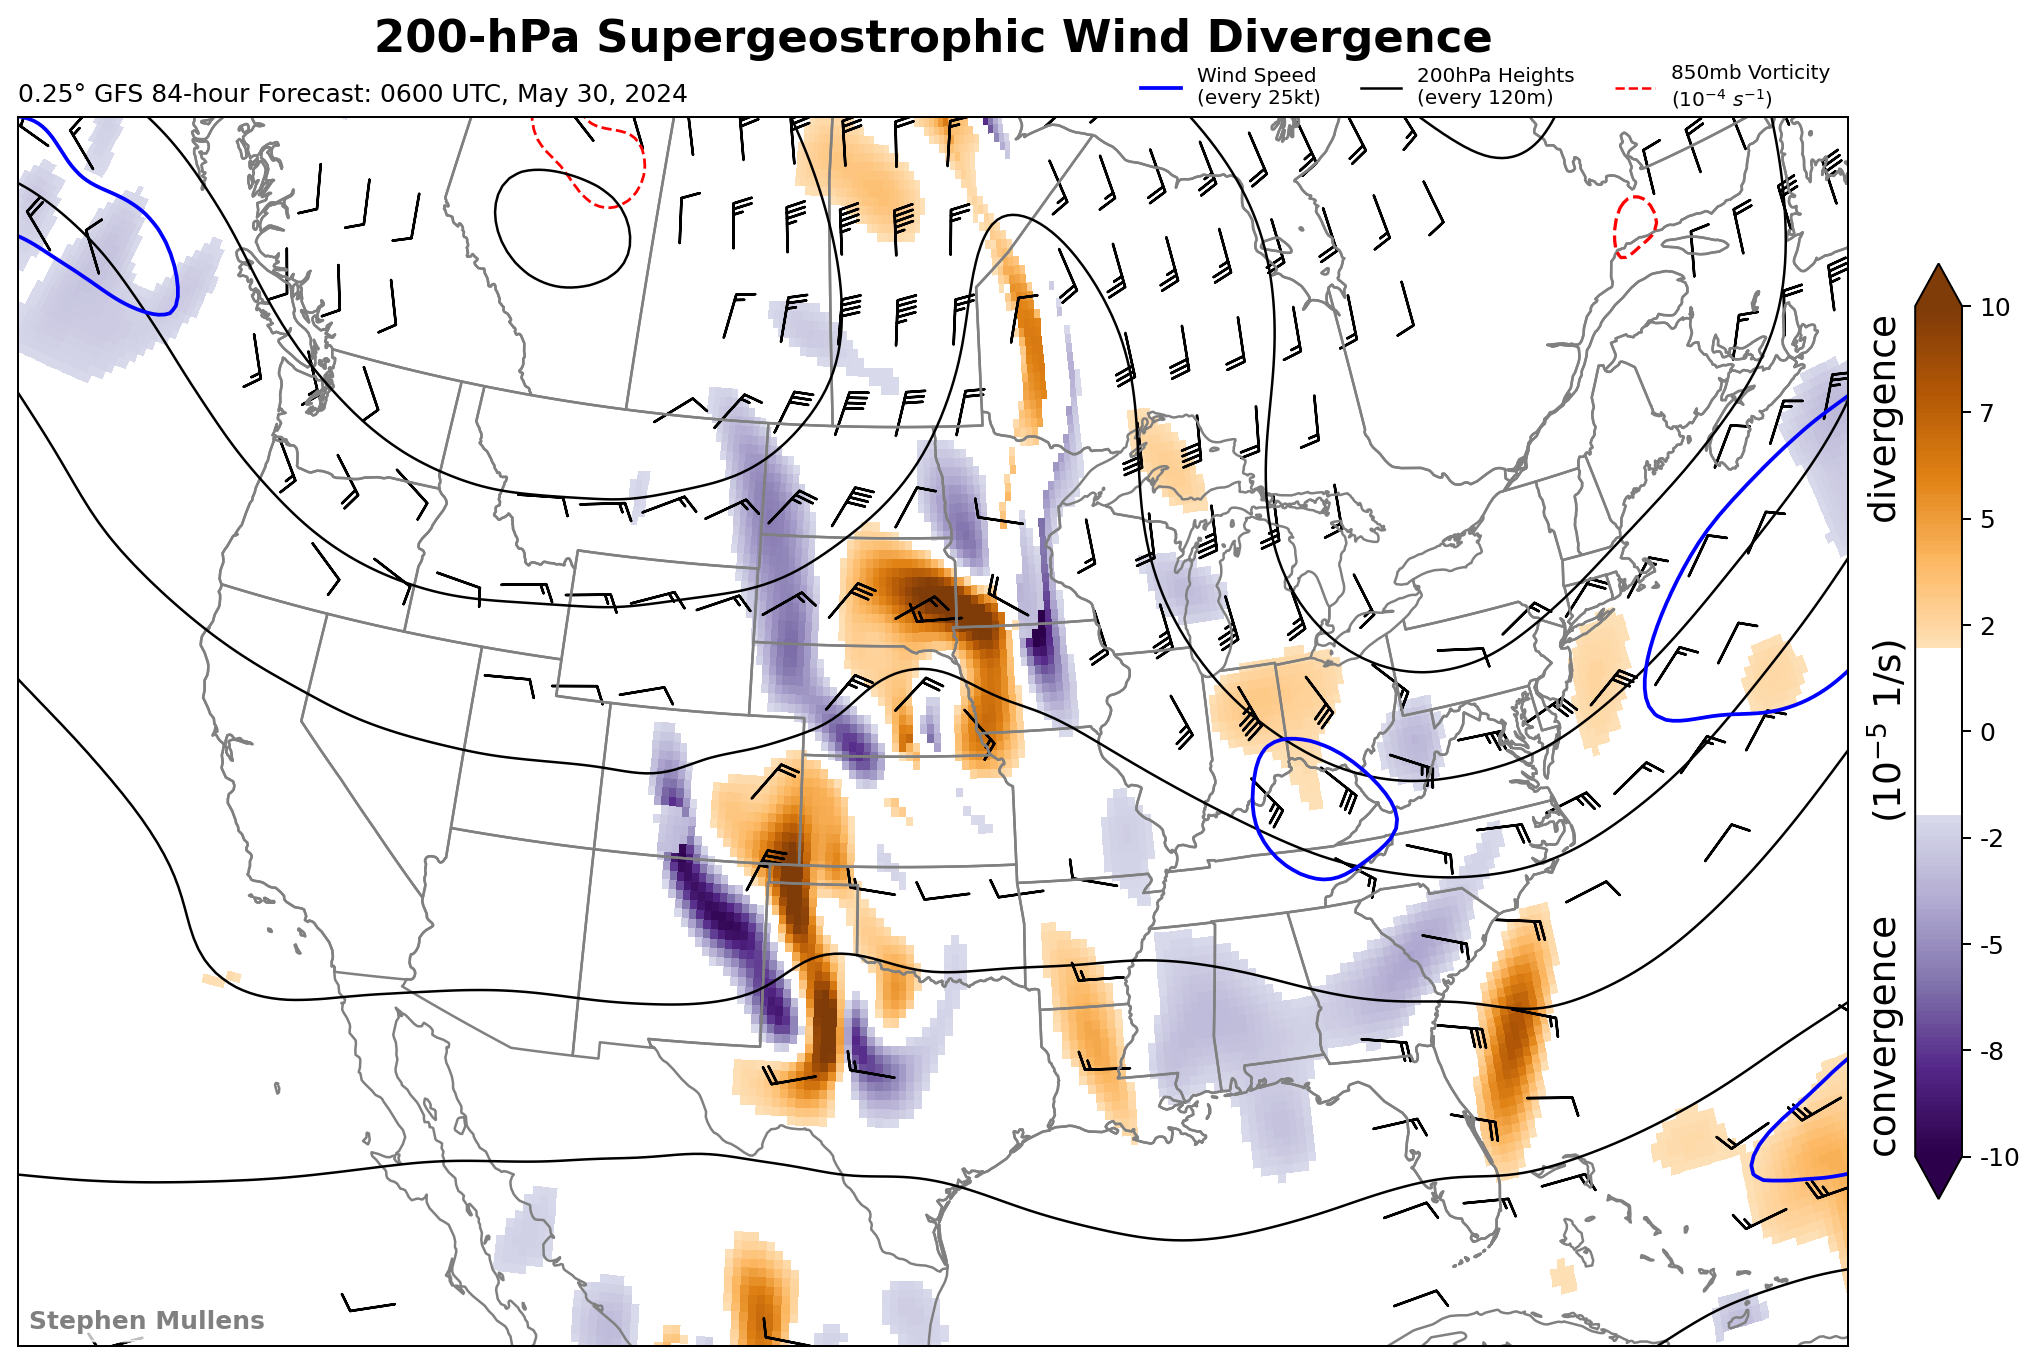 200-hPa Supergeostrophic Wind Divergence
0.25° GFS 84-hour Forecast: 0600 UTC, May 30, 2024
Wind Speed
(every 25kt)
200hPa Heights
(every 120m)
850mb Vorticity
(10⁻⁴ s⁻¹)
10
7
5
2
0
-2
-5
-8
-10
convergence (10⁻⁵ 1/s) divergence
Stephen Mullens